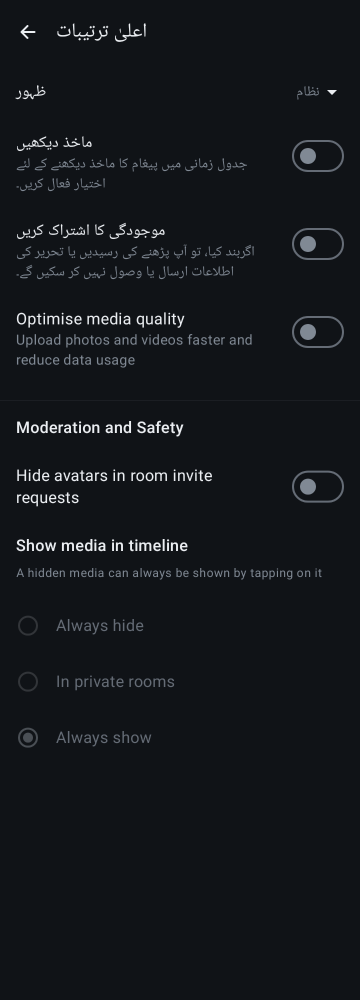 اعلیٰ ترتیبات
ظہور
نظام
ماخذ دیکھیں
جدول زمانی میں پیغام کا ماخذ دیکھنے کے لئے
اختیار فعال کریں۔
موجودگی کا اشتراک کریں
اگربند کیا، تو آپ پڑھنے کی رسیدیں یا تحریر کی
اطلاعات ارسال یا وصول نہیں کر سکیں گے۔
Optimise media quality
Upload photos and videos faster and
reduce data usage
Moderation and Safety
Hide avatars in room invite
requests
Show media in timeline
A hidden media can always be shown by tapping on it
Always hide
In private rooms
Always show